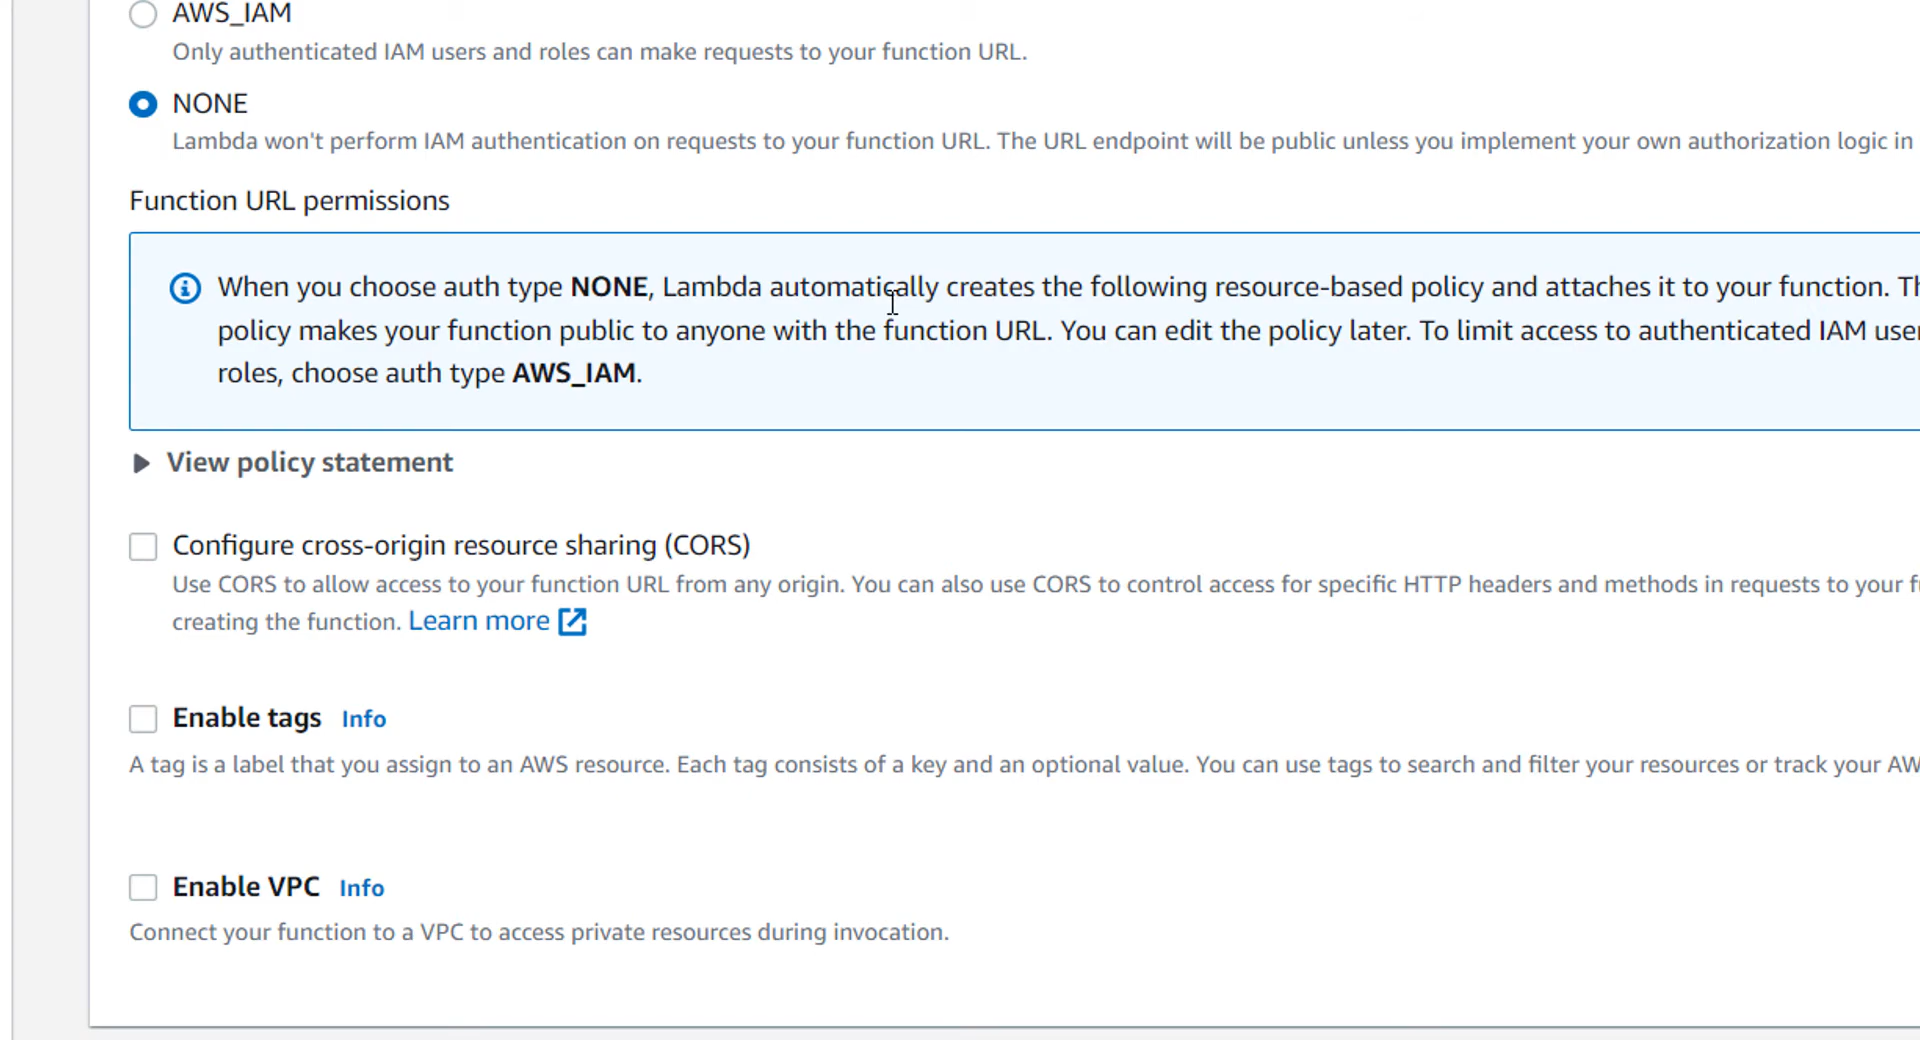 AWS_IAM
Only authenticated IAM users and roles can make requests to your function URL.
NONE
Lambda won't perform IAM authentication on requests to your function URL. The URL endpoint will be public unless you implement your own authorization logic in
Function URL permissions
When you choose auth type NONE, Lambda automatically creates the following resource-based policy and attaches it to your function.
policy makes your function public to anyone with the function URL. You can edit the policy later. To limit access to authenticated IAM
roles, choose auth type AWS_IAM.
View policy statement
Configure cross-origin resource sharing (CORS)
Use CORS to allow access to your function URL from any origin. You can also use CORS to control access for specific HTTP headers and methods in requests to your
creating the function. Learn more
Enable tags Info
A tag is a label that you assign to an AWS resource. Each tag consists of a key and an optional value. You can use tags to search and filter your resources or track your
Enable VPC Info
Connect your function to a VPC to access private resources during invocation.